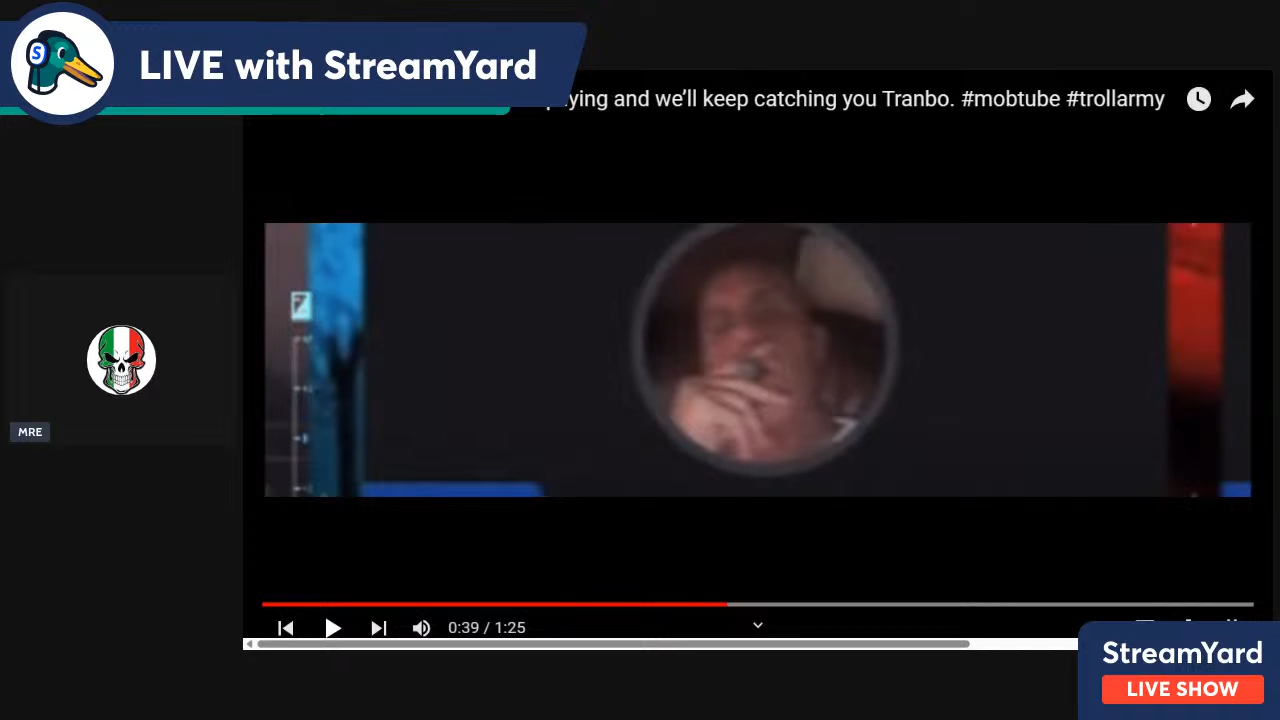 S
LIVE with StreamYard
ying and we’ll keep catching you Tranbo. #mobtube #trollarmy
MRE
0:39 / 1:25
StreamYard
LIVE SHOW